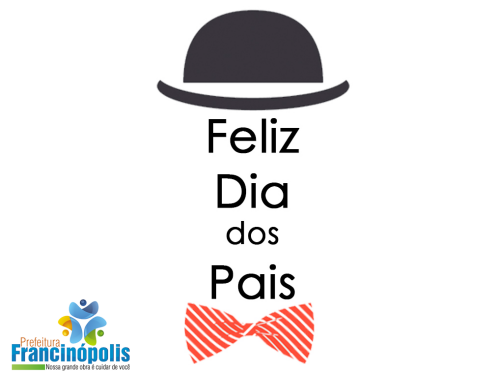 Feliz
Dia
dos
Pais
Prefeitura
Francinópolis
Nossa grande obra é cuidar de você!